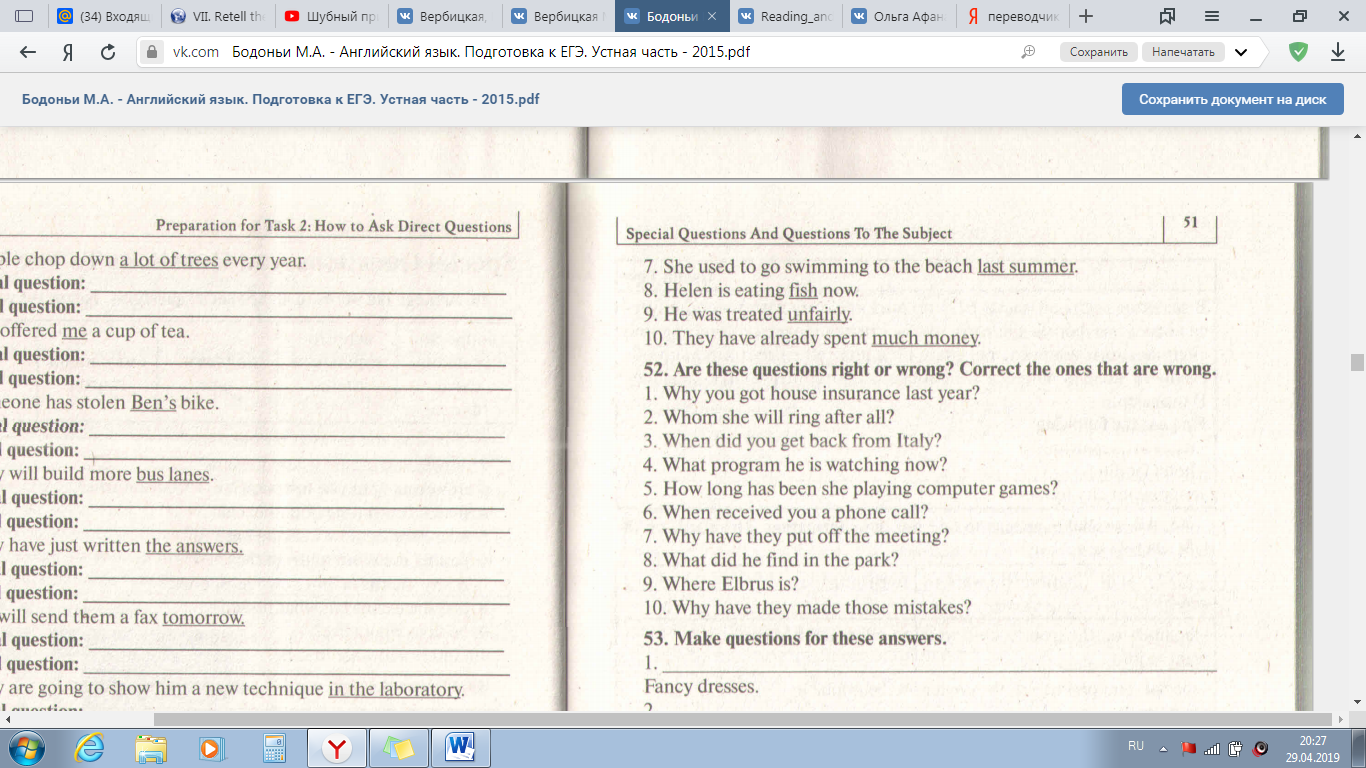 (34) Входящ
VII. Retell the
Шубный пр
Вербицкая,
Вербицкая М
Бодоньи
Reading_and
Ольга Афан
переводчик
vk.com Бодоньи М.А. - Английский язык. Подготовка к ЕГЭ. Устная часть - 2015.pdf
Сохранить
Напечатать
Бодоньи М.А. - Английский язык. Подготовка к ЕГЭ. Устная часть - 2015.pdf
Сохранить документ на диск
Preparation for Task 2: How to Ask Direct Questions
ple chop down a lot of trees every year.
al question:
l question:
offered me a cup of tea.
al question:
l question:
neone has stolen Ben's bike.
al question:
l question:
y will build more bus lanes.
al question:
l question:
y have just written the answers.
al question:
l question:
will send them a fax tomorrow.
al question:
l question:
y are going to show him a new technique in the laboratory.
Special Questions And Questions To The Subject
51
7. She used to go swimming to the beach last summer.
8. Helen is eating fish now.
9. He was treated unfairly.
10. They have already spent much money.
52. Are these questions right or wrong? Correct the ones that are wrong.
1. Why you got house insurance last year?
2. Whom she will ring after all?
3. When did you get back from Italy?
4. What program he is watching now?
5. How long has been she playing computer games?
6. When received you a phone call?
7. Why have they put off the meeting?
8. What did he find in the park?
9. Where Elbrus is?
10. Why have they made those mistakes?
53. Make questions for these answers.
1.
Fancy dresses.
2
RU
20:27
29.04.2019